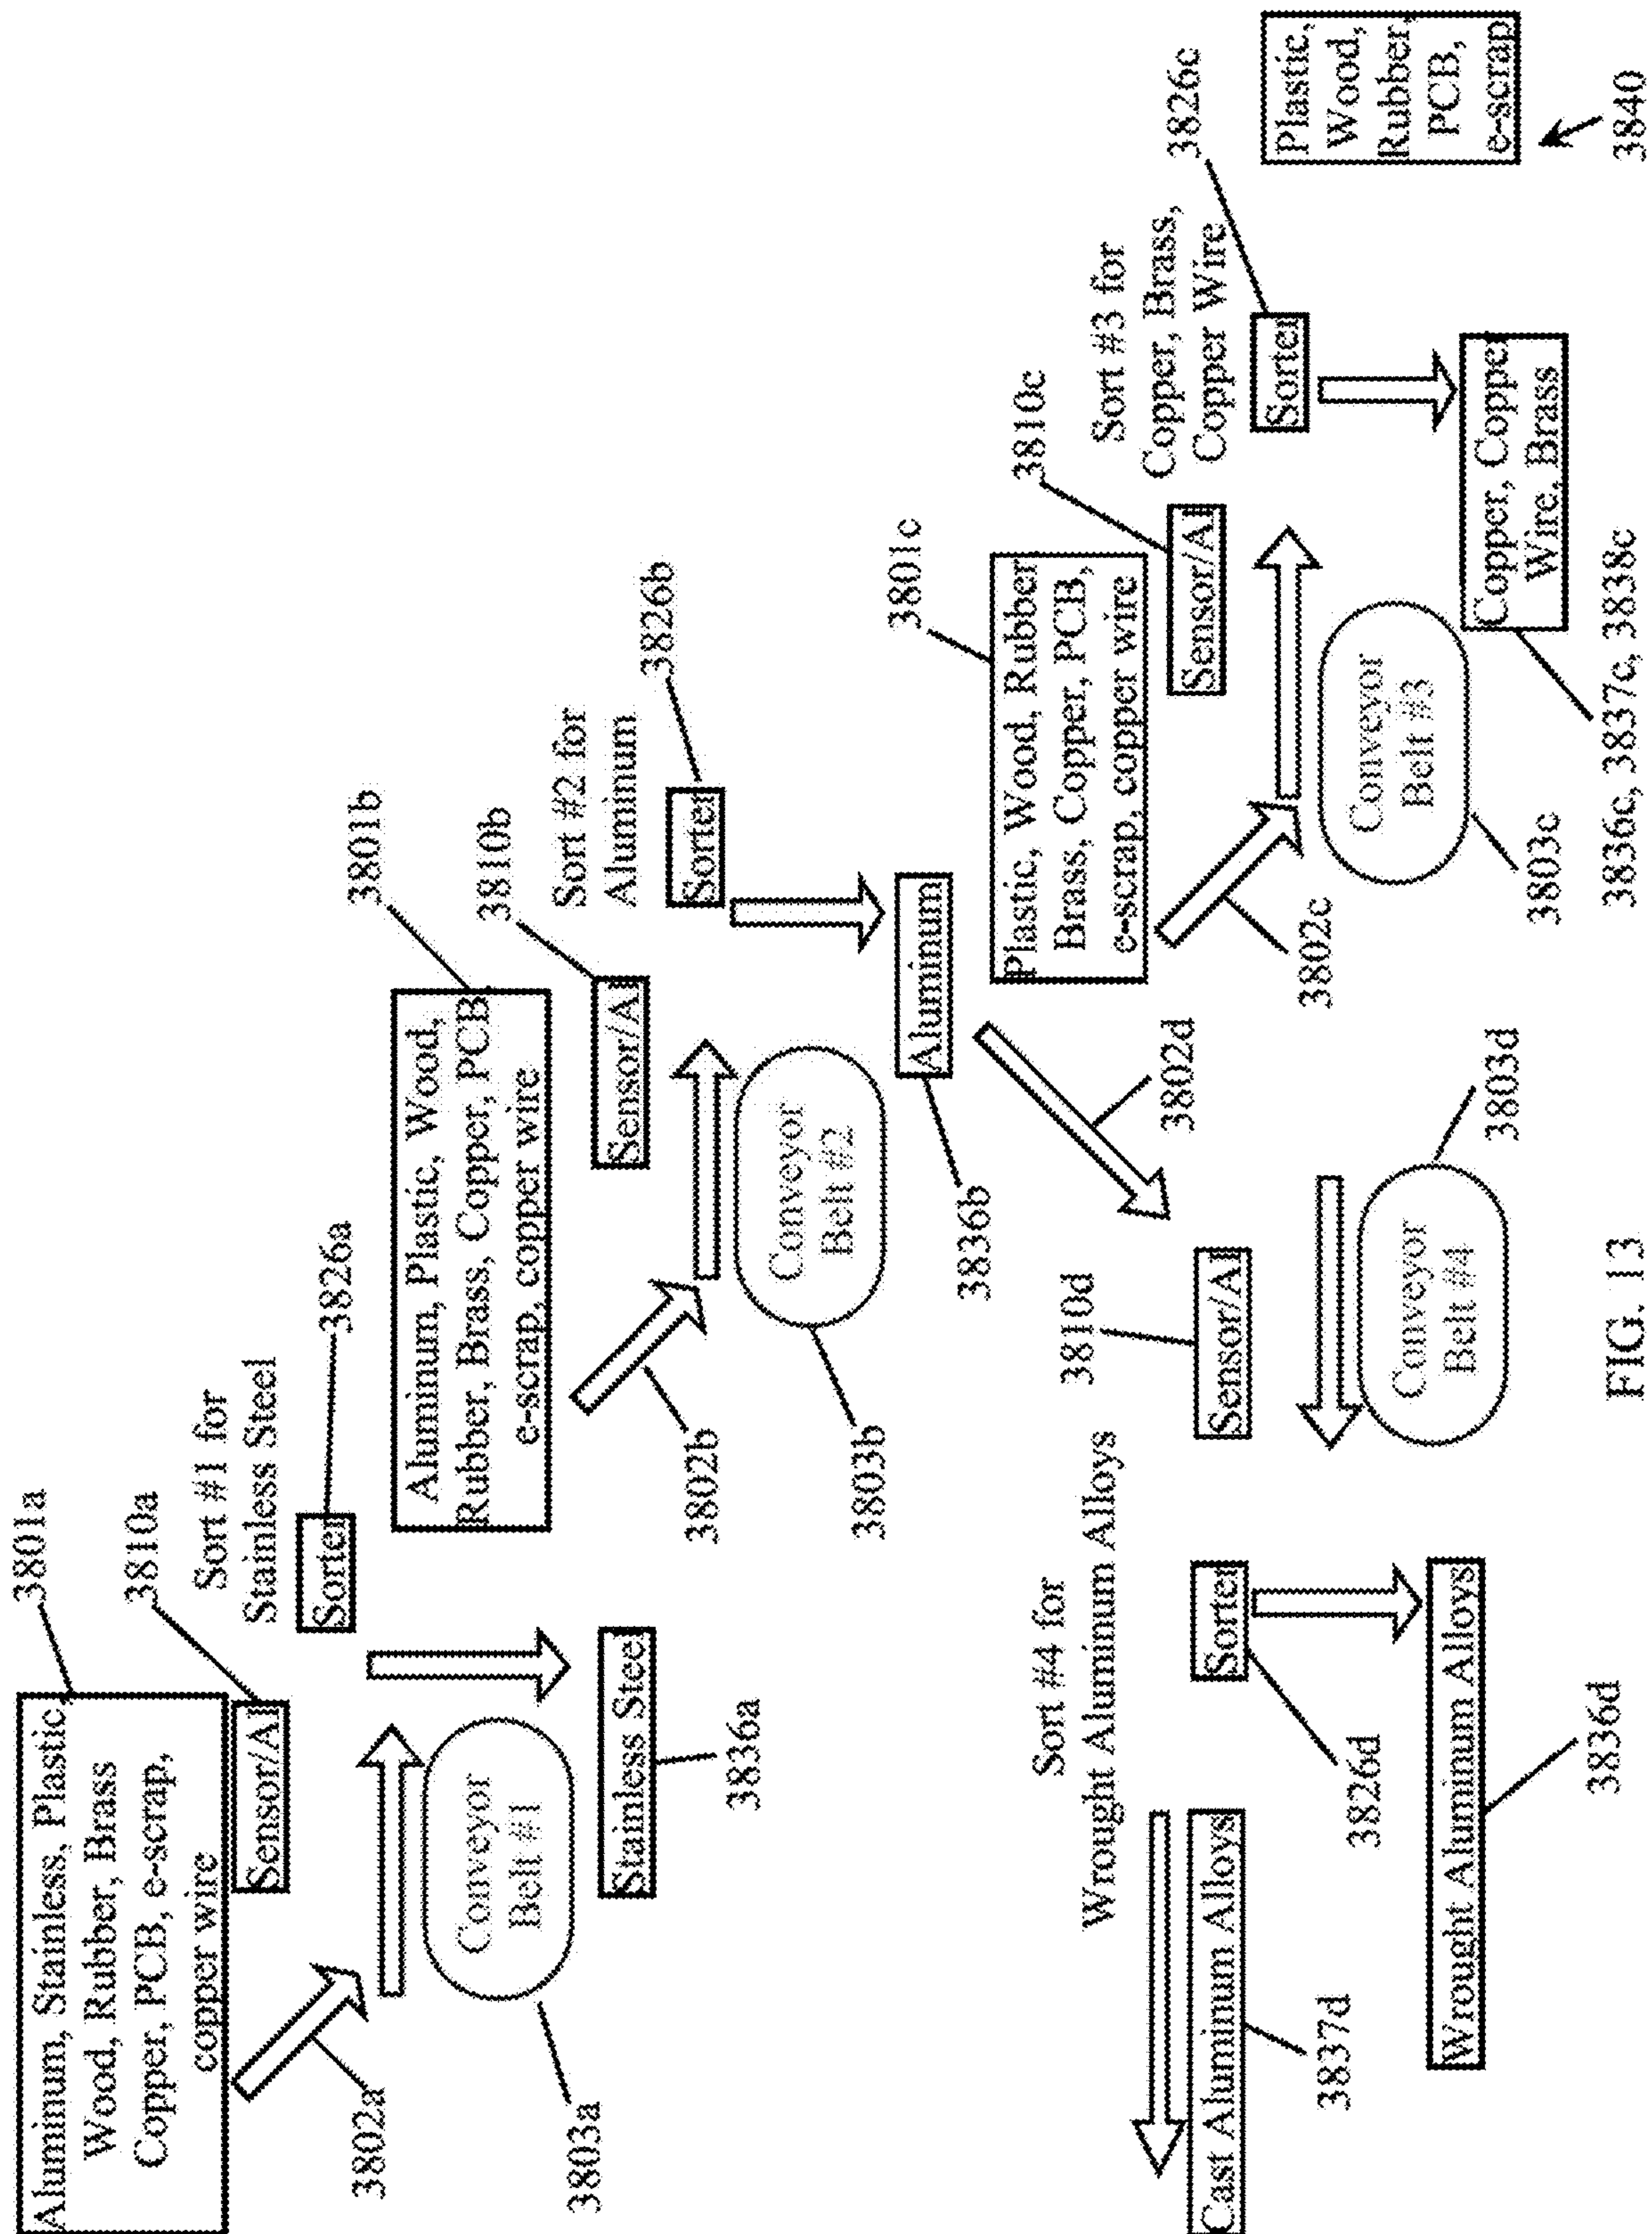 3801a
Aluminum, Stainless, Plastic
Wood, Rubber, Brass
Copper, PCB, e-scrap,
copper wire
3810a
Sensor/AI
Sort #1 for
Stainless Steel
3826a
Sorter
3802a
Conveyor
Belt #1
3803a
Stainless Steel
3836a
3801b
Aluminum, Plastic, Wood,
Rubber, Brass, Copper, PCB,
e-scrap, copper wire
3810b
Sensor/AI
Sort #2 for
Aluminum
3826b
Sorter
3802b
Conveyor
Belt #2
3803b
Aluminum
3836b
3801c
Plastic, Wood, Rubber
Brass, Copper, PCB,
e-scrap, copper wire
3810c
Sensor/AI
Sort #3 for
Copper, Brass,
Copper Wire
3826c
Sorter
3802c
Conveyor
Belt #3
3803c
Copper, Copper
Wire, Brass
3836c, 3837c, 3838c
Plastic,
Wood,
Rubber,
PCB,
e-scrap
3840
3802d
3810d
Sensor/AI
Conveyor
Belt #4
3803d
Sort #4 for
Wrought Aluminum Alloys
Sorter
3826d
Cast Aluminum Alloys
3837d
Wrought Aluminum Alloys
3836d
FIG. 13